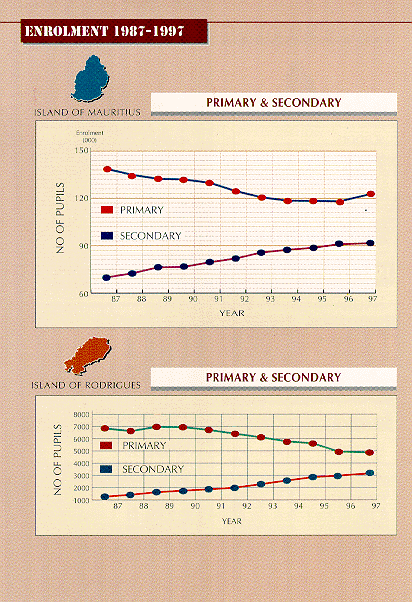 ENROLMENT 1987-1997
ISLAND OF MAURITIUS
PRIMARY & SECONDARY
Enrolment
(000)
150
120
90
60
NO OF PUPILS
PRIMARY
SECONDARY
87 88 89 90 91 92 93 94 95 96 97
YEAR
ISLAND OF RODRIGUES
PRIMARY & SECONDARY
8000
7000
6000
5000
4000
3000
2000
1000
NO OF PUPILS
PRIMARY
SECONDARY
87 88 89 90 91 92 93 94 95 96 97
YEAR